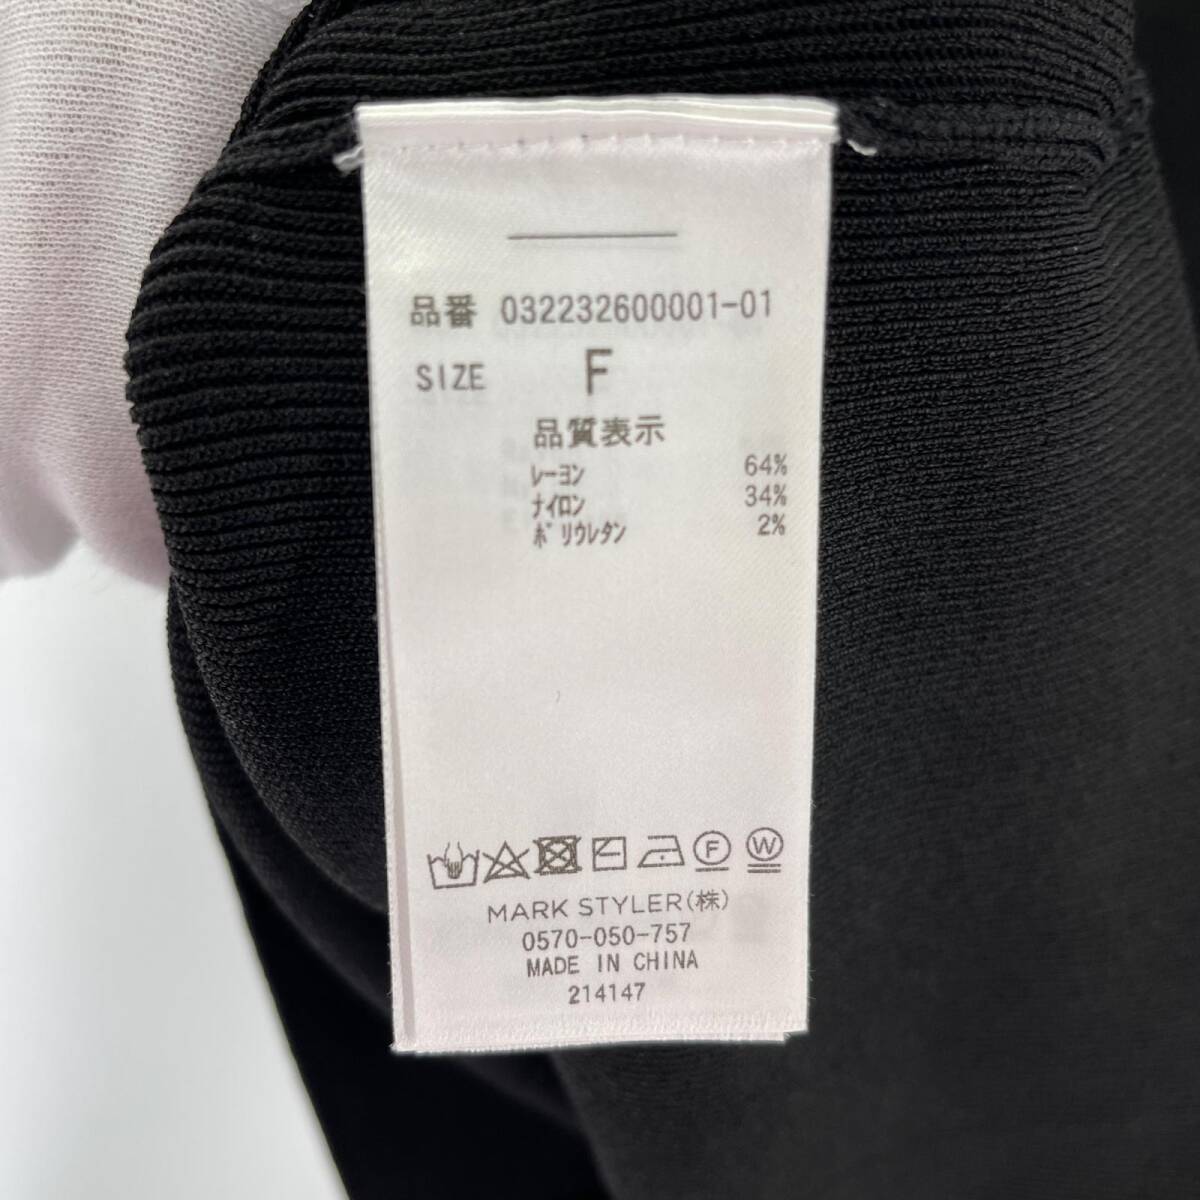 品番 032232600001-01
SIZE F
品質表示
ﾚｰﾖﾝ 64%
ﾅｲﾛﾝ 34%
ﾎﾟﾘｳﾚﾀﾝ 2%
F W
MARK STYLER(株)
0570-050-757
MADE IN CHINA
214147